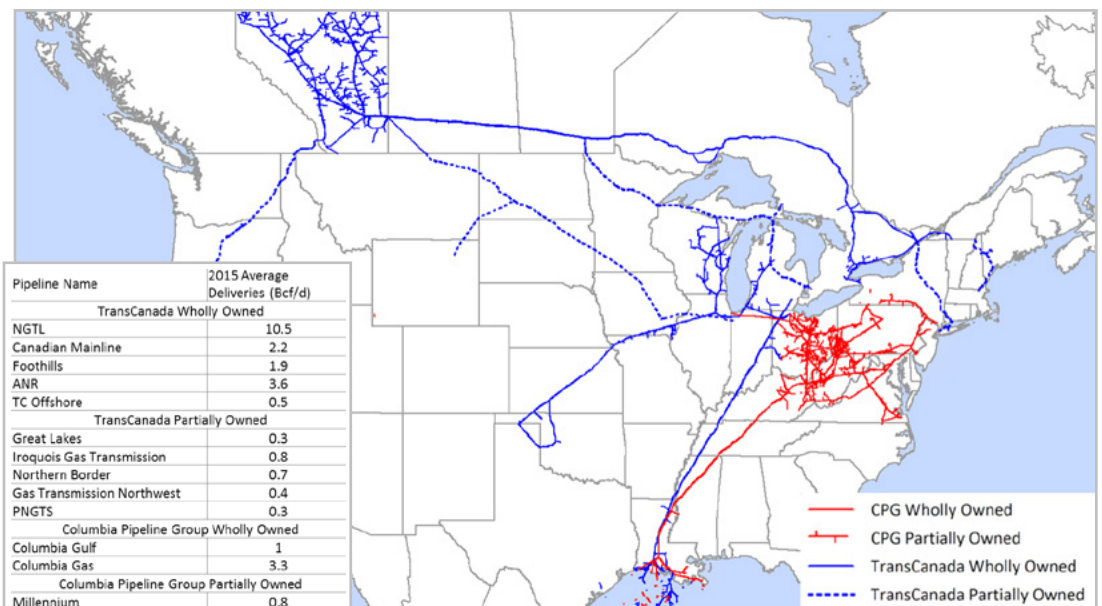 Pipeline Name 2015 Average
Deliveries (Bcf/d)
TransCanada Wholly Owned
NGTL 10.5
Canadian Mainline 2.2
Foothills 1.9
ANR 3.6
TC Offshore 0.5
TransCanada Partially Owned
Great Lakes 0.3
Iroquois Gas Transmission 0.8
Northern Border 0.7
Gas Transmission Northwest 0.4
PNGTS 0.3
Columbia Pipeline Group Wholly Owned
Columbia Gulf 1
Columbia Gas 3.3
Columbia Pipeline Group Partially Owned
Millennium 0.8
CPG Wholly Owned
CPG Partially Owned
TransCanada Wholly Owned
TransCanada Partially Owned